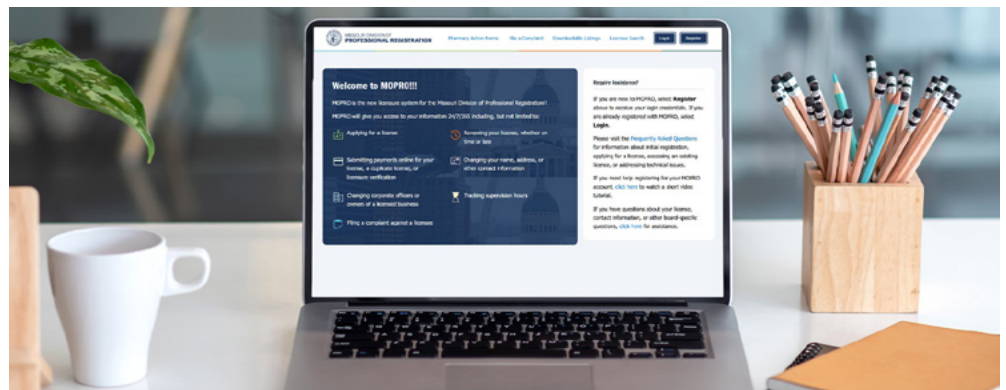 MISSOURI DIVISION OF
PROFESSIONAL REGISTRATION
Pharmacy Action Forms File a Complaint Downloadable Listings Licensee Search Login Register
Welcome to MOPRO!!!
MOPRO is the new licensure system for the Missouri Division of Professional Registration!
MOPRO will give you access to your information 24/7/365 including, but not limited to:
Applying for a license
Renewing your license, whether on
time or late
Submitting payments online for your
license, a duplicate license, or
licensure verification
Changing your name, address, or
other contact information
Changing corporate officers or
owners of a licensed business
Tracking supervision hours
Filing a complaint against a licensee
Require Assistance?
If you are new to MOPRO, select Register
above to receive your login credentials. If you
are already registered with MOPRO, select
Login.
Please visit the Frequently Asked Questions
for information about initial registration,
applying for a license, accessing an existing
license, or addressing technical issues.
If you need help registering for your MOPRO
account, click here to watch a short video
tutorial.
If you have questions about your license,
contact information, or other board-specific
questions, click here for assistance.